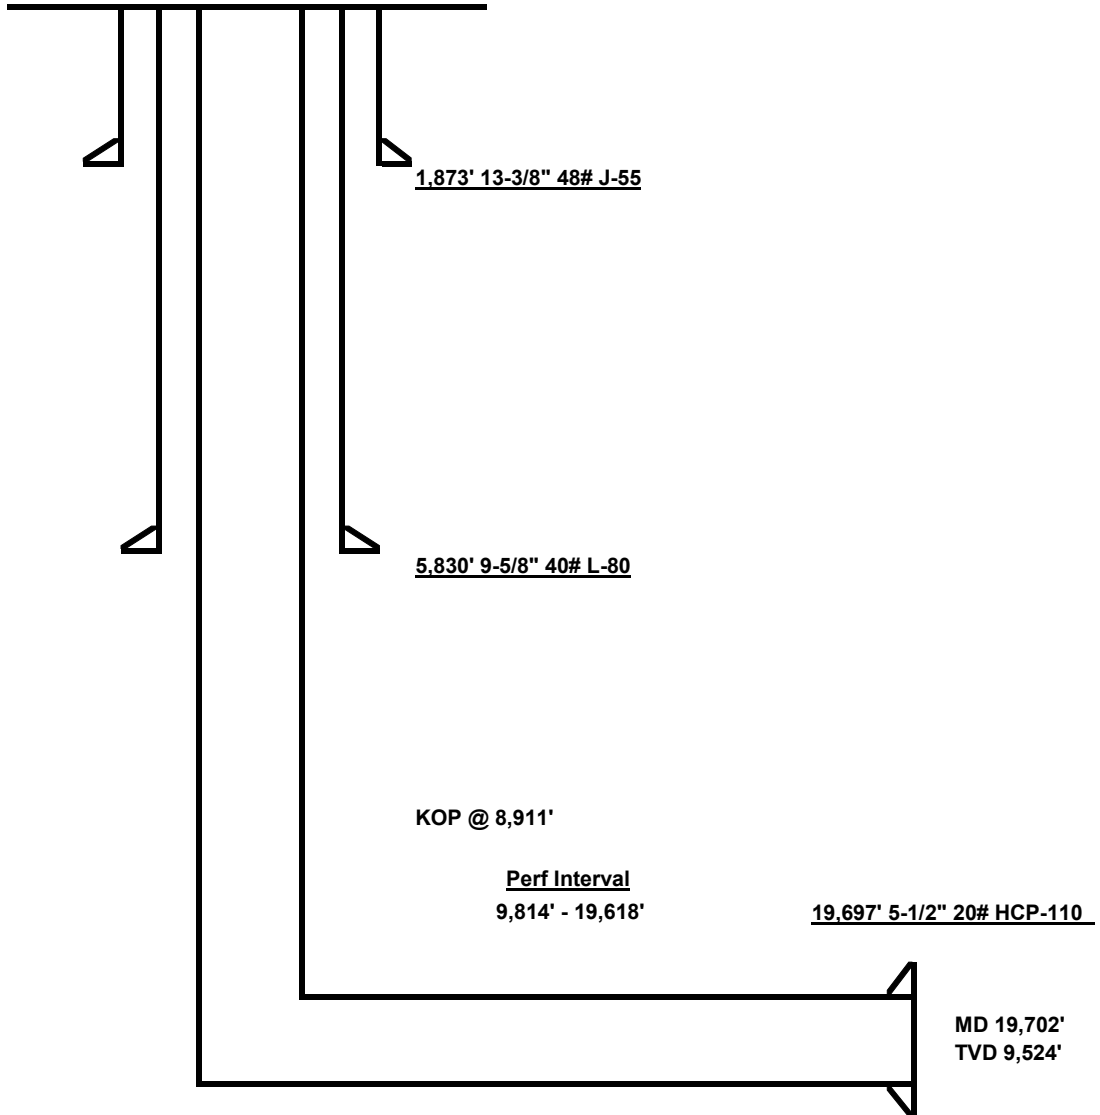 1,873' 13-3/8" 48# J-55
5,830' 9-5/8" 40# L-80
KOP @ 8,911'
Perf Interval
9,814' - 19,618'
19,697' 5-1/2" 20# HCP-110
MD 19,702'
TVD 9,524'